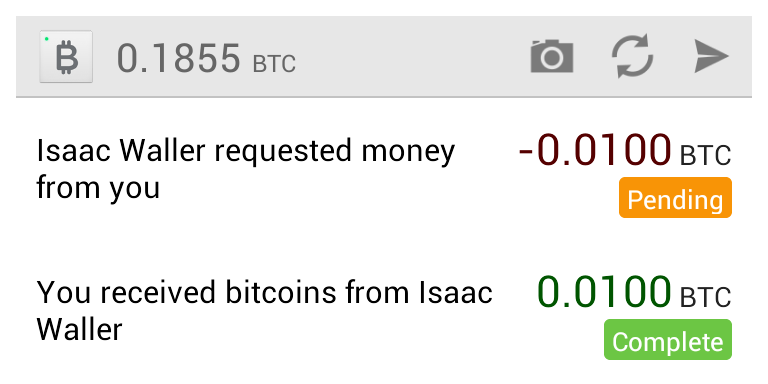 0.1855 BTC
Isaac Waller requested money
from you
-0.0100 BTC
Pending
You received bitcoins from Isaac
Waller
0.0100 BTC
Complete